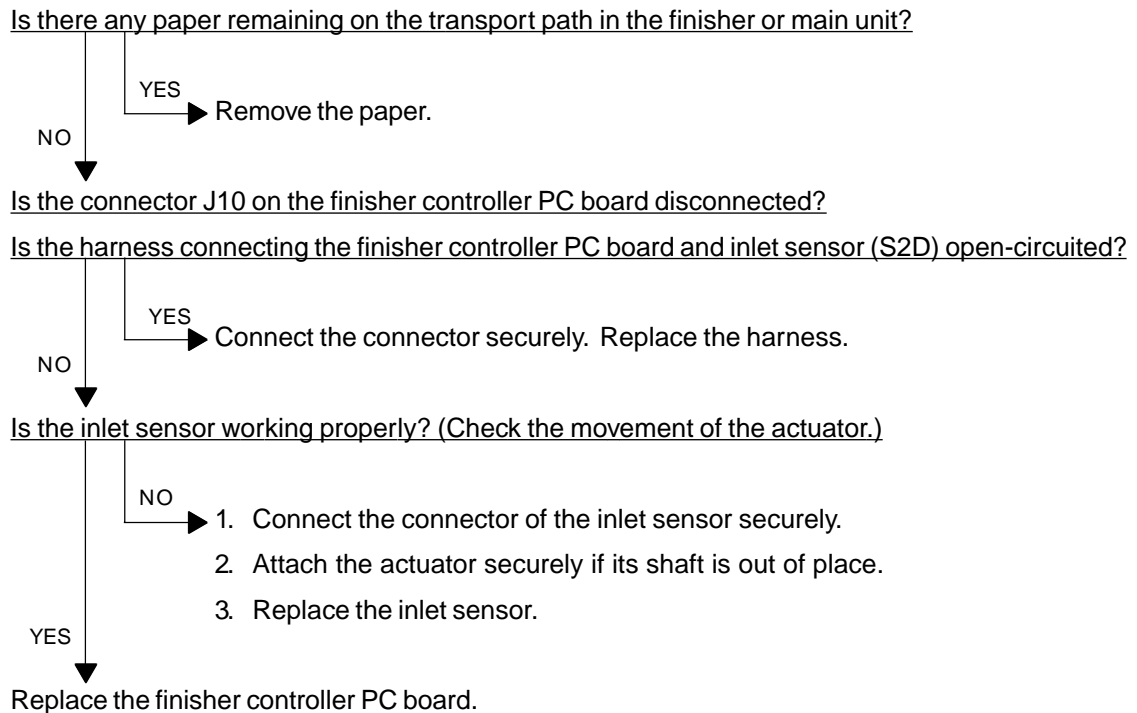 Is there any paper remaining on the transport path in the finisher or main unit?
YES
Remove the paper.
NO
Is the connector J10 on the finisher controller PC board disconnected?
Is the harness connecting the finisher controller PC board and inlet sensor (S2D) open-circuited?
YES
Connect the connector securely. Replace the harness.
NO
Is the inlet sensor working properly? (Check the movement of the actuator.)
NO
1. Connect the connector of the inlet sensor securely.
2. Attach the actuator securely if its shaft is out of place.
3. Replace the inlet sensor.
YES
Replace the finisher controller PC board.